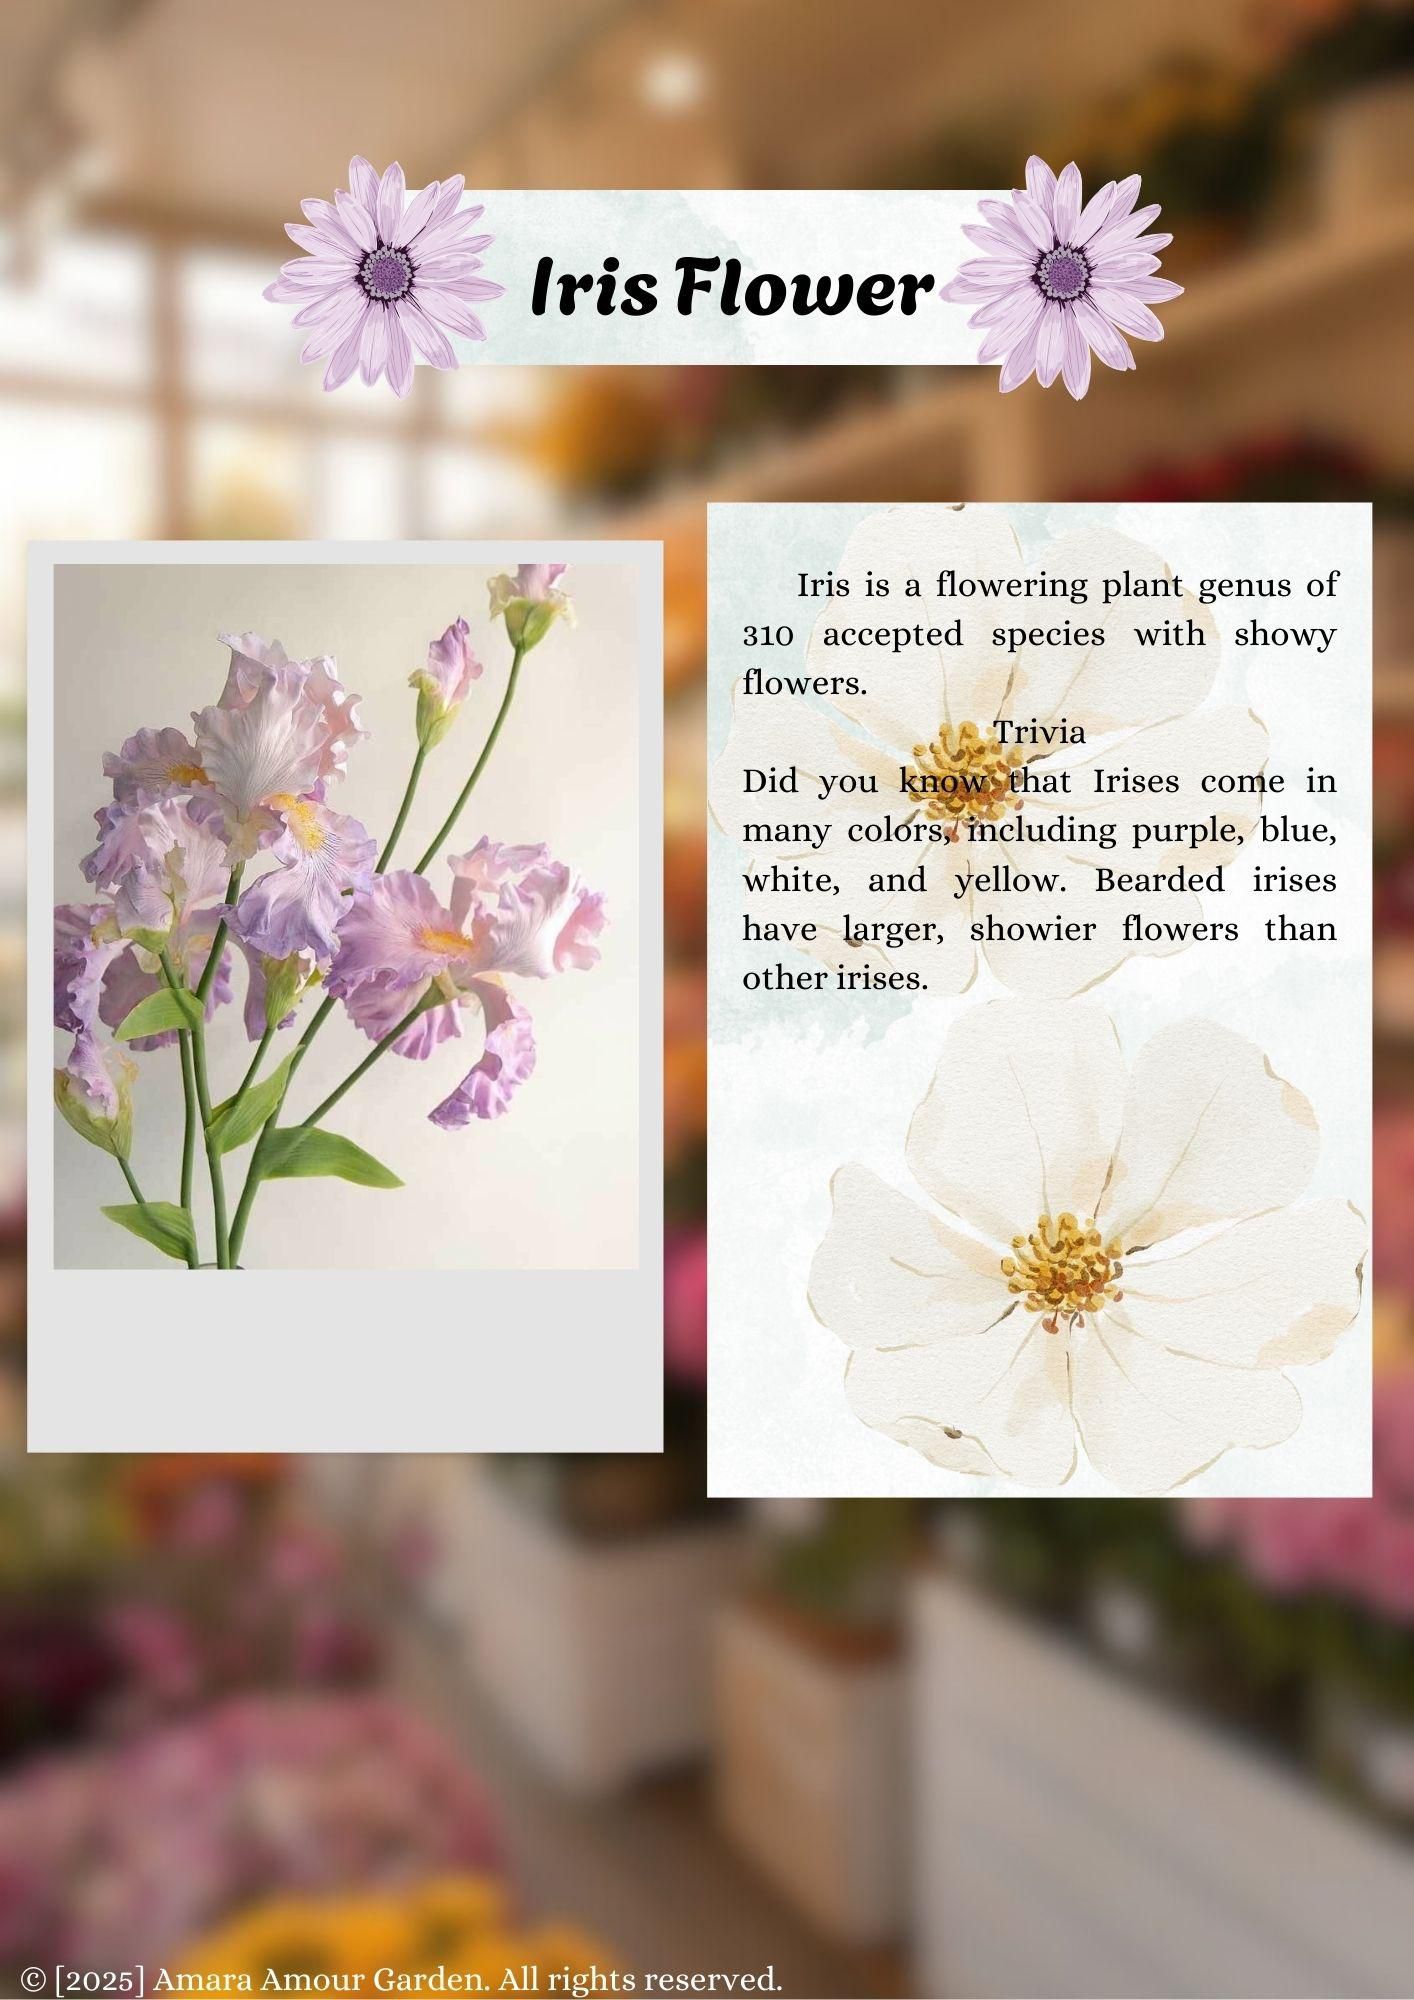 Iris Flower
Iris is a flowering plant genus of
310 accepted species with showy
flowers.
Trivia
Did you know that Irises come in
many colors, including purple, blue,
white, and yellow. Bearded irises
have larger, showier flowers than
other irises.
© [2025] Amara Amour Garden. All rights reserved.